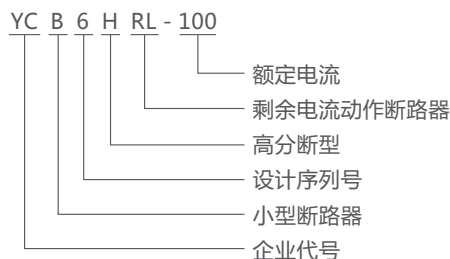 YC B 6 H RL - 100
额定电流
剩余电流动作断路器
高分断型
设计序列号
小型断路器
企业代号